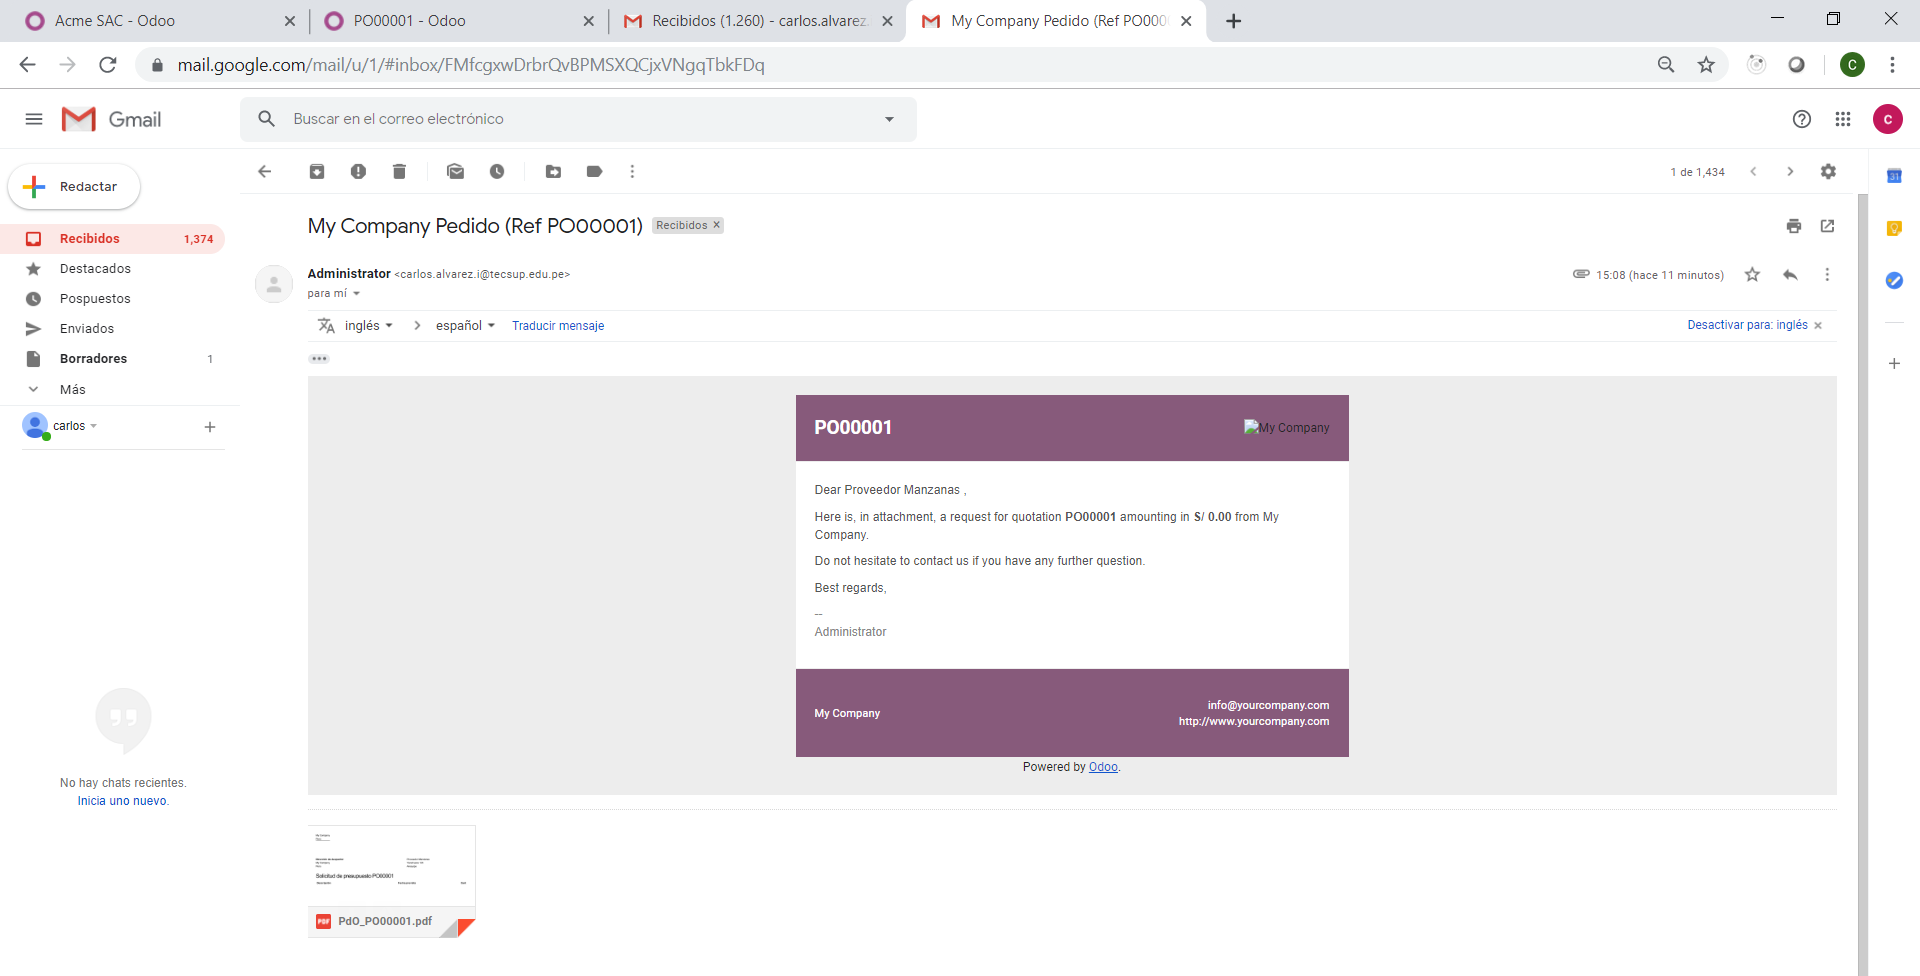 Acme SAC - Odoo
PO00001 - Odoo
Recibidos (1.260) - carlos.alvarez.
My Company Pedido (Ref PO000
mail.google.com/mail/u/1/#inbox/FMfcgxwDrbrQvBPMSXQCjxVNgqTbkFDq
C
Gmail
Buscar en el correo electrónico
c
Redactar
1 de 1,434
31
Recibidos 1,374
Destacados
Pospuestos
Enviados
Borradores 1
Más
carlos
No hay chats recientes.
Inicia uno nuevo.
My Company Pedido (Ref PO00001)
Recibidos
Administrator <carlos.alvarez.i@tecsup.edu.pe>
15:08 (hace 11 minutos)
para mí
inglés
español
Traducir mensaje
Desactivar para: inglés
PO00001
My Company
Dear Proveedor Manzanas ,
Here is, in attachment, a request for quotation PO00001 amounting in S/ 0.00 from My
Company.
Do not hesitate to contact us if you have any further question.
Best regards,
--
Administrator
My Company
info@yourcompany.com
http://www.yourcompany.com
Powered by Odoo.
Solicitud de presupuesto PO00001
PDF
PdO_PO00001.pdf